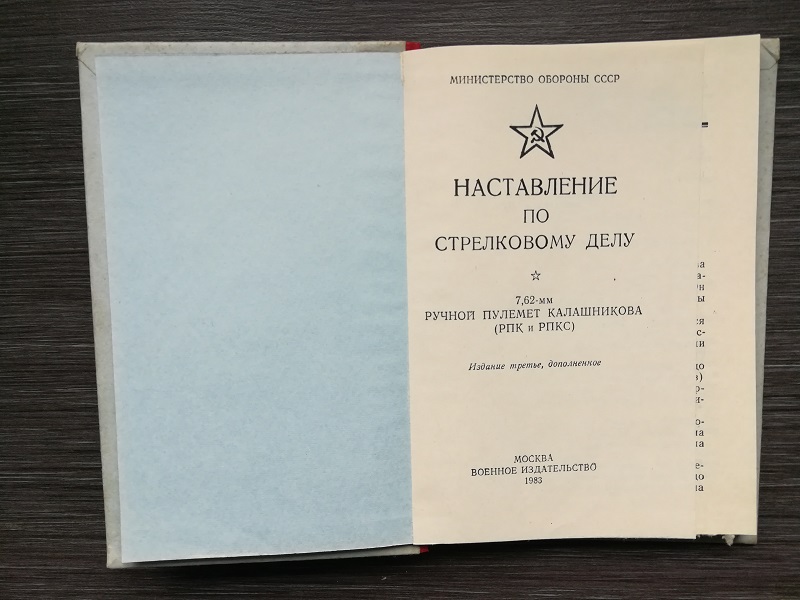 МИНИСТЕРСТВО ОБОРОНЫ СССР
НАСТАВЛЕНИЕ
ПО
СТРЕЛКОВОМУ ДЕЛУ
7,62-мм
РУЧНОЙ ПУЛЕМЕТ КАЛАШНИКОВА
(РПК и РПКС)
Издание третье, дополненное
МОСКВА
ВОЕННОЕ ИЗДАТЕЛЬСТВО
1983